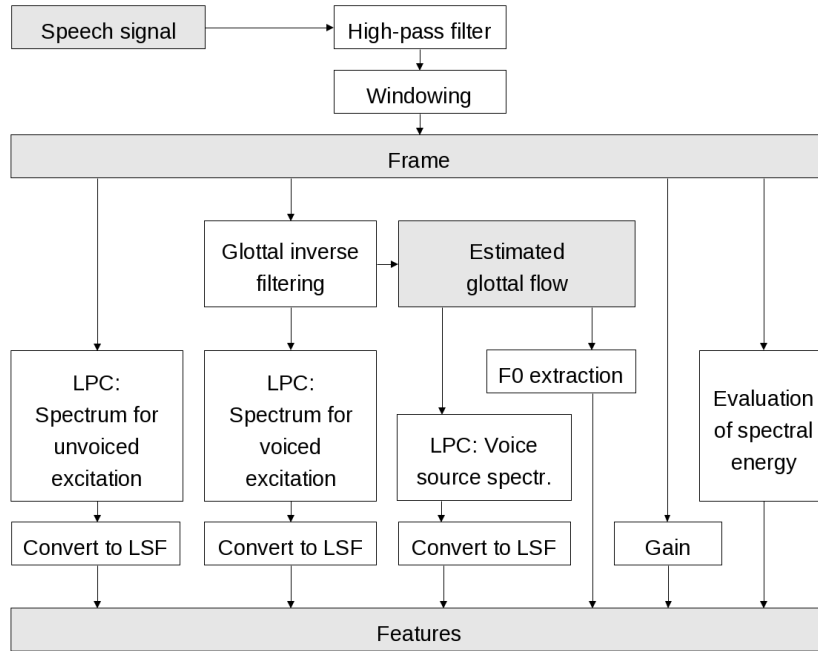 Speech signal
High-pass filter
Windowing
Frame
Glottal inverse
filtering
Estimated
glottal flow
LPC:
Spectrum for
unvoiced
excitation
LPC:
Spectrum for
voiced
excitation
LPC: Voice
source spectr.
F0 extraction
Evaluation
of spectral
energy
Convert to LSF
Convert to LSF
Convert to LSF
Gain
Features